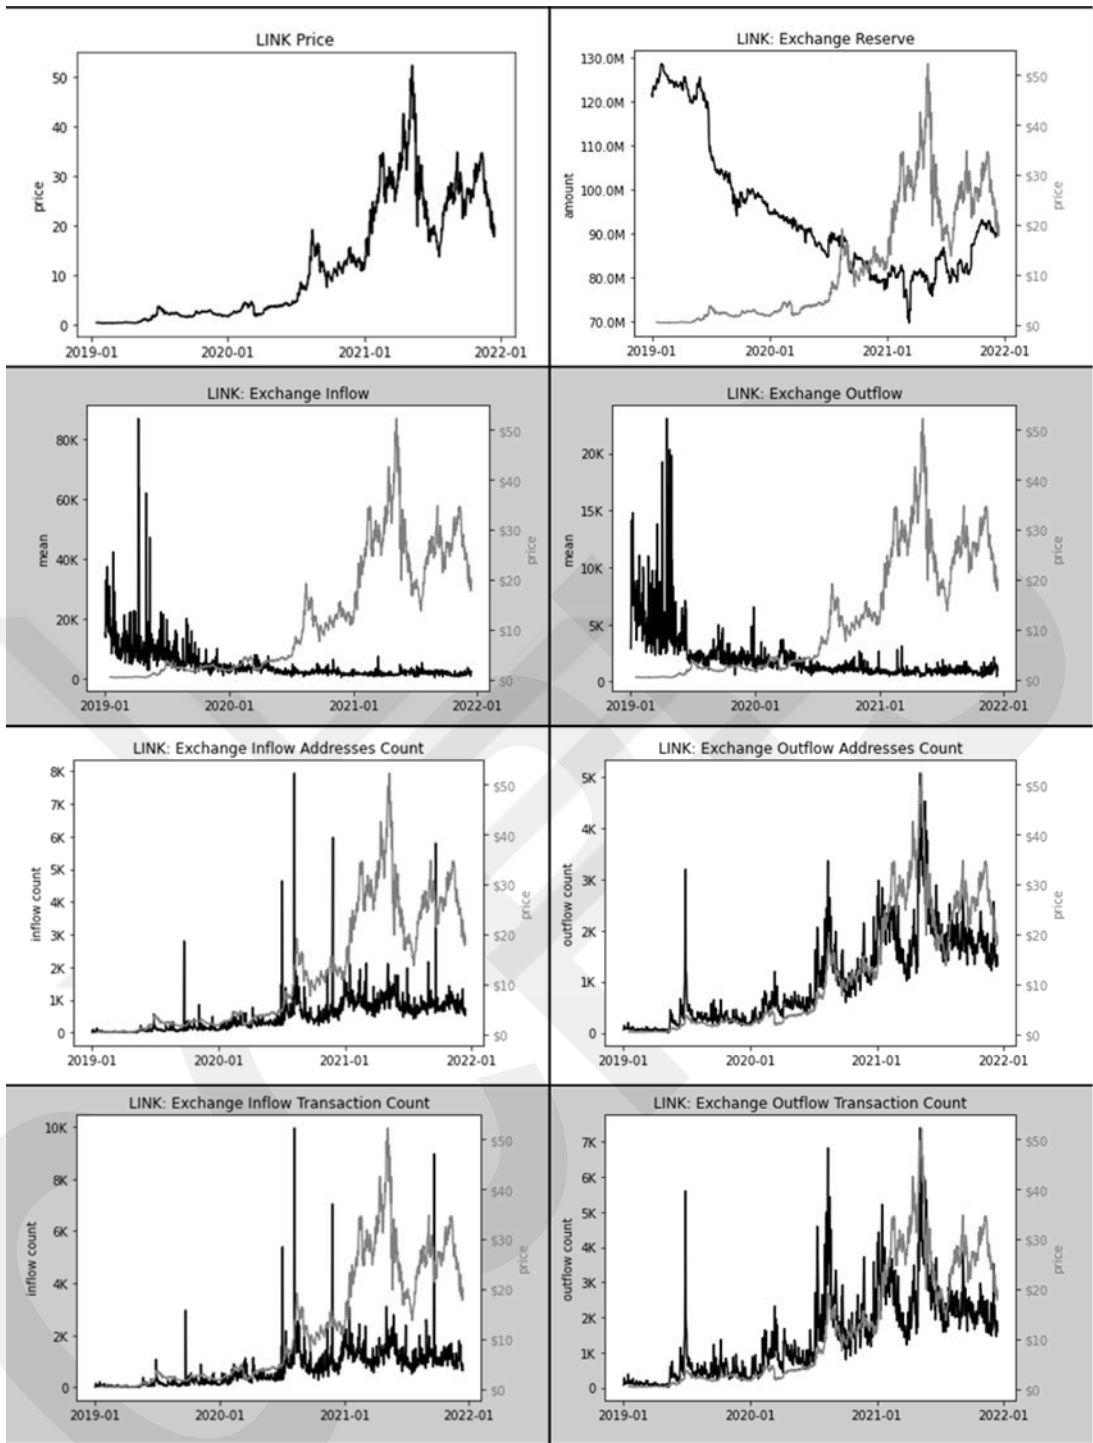 LINK Price
50
40
30
20
10
0
price
2019-01 2020-01 2021-01 2022-01
LINK: Exchange Reserve
130.0M
120.0M
110.0M
100.0M
90.0M
80.0M
70.0M
amount
$50
$40
$30
$20
$10
$0
price
2019-01 2020-01 2021-01 2022-01
LINK: Exchange Inflow
80K
60K
40K
20K
0
mean
$50
$40
$30
$20
$10
$0
price
2019-01 2020-01 2021-01 2022-01
LINK: Exchange Outflow
20K
15K
10K
5K
0
mean
$50
$40
$30
$20
$10
$0
price
2019-01 2020-01 2021-01 2022-01
LINK: Exchange Inflow Addresses Count
8K
7K
6K
5K
4K
3K
2K
1K
0
inflow count
$50
$40
$30
$20
$10
$0
price
2019-01 2020-01 2021-01 2022-01
LINK: Exchange Outflow Addresses Count
5K
4K
3K
2K
1K
0
outflow count
$50
$40
$30
$20
$10
$0
price
2019-01 2020-01 2021-01 2022-01
LINK: Exchange Inflow Transaction Count
10K
8K
6K
4K
2K
0
inflow count
$50
$40
$30
$20
$10
$0
price
2019-01 2020-01 2021-01 2022-01
LINK: Exchange Outflow Transaction Count
7K
6K
5K
4K
3K
2K
1K
0
outflow count
$50
$40
$30
$20
$10
$0
price
2019-01 2020-01 2021-01 2022-01